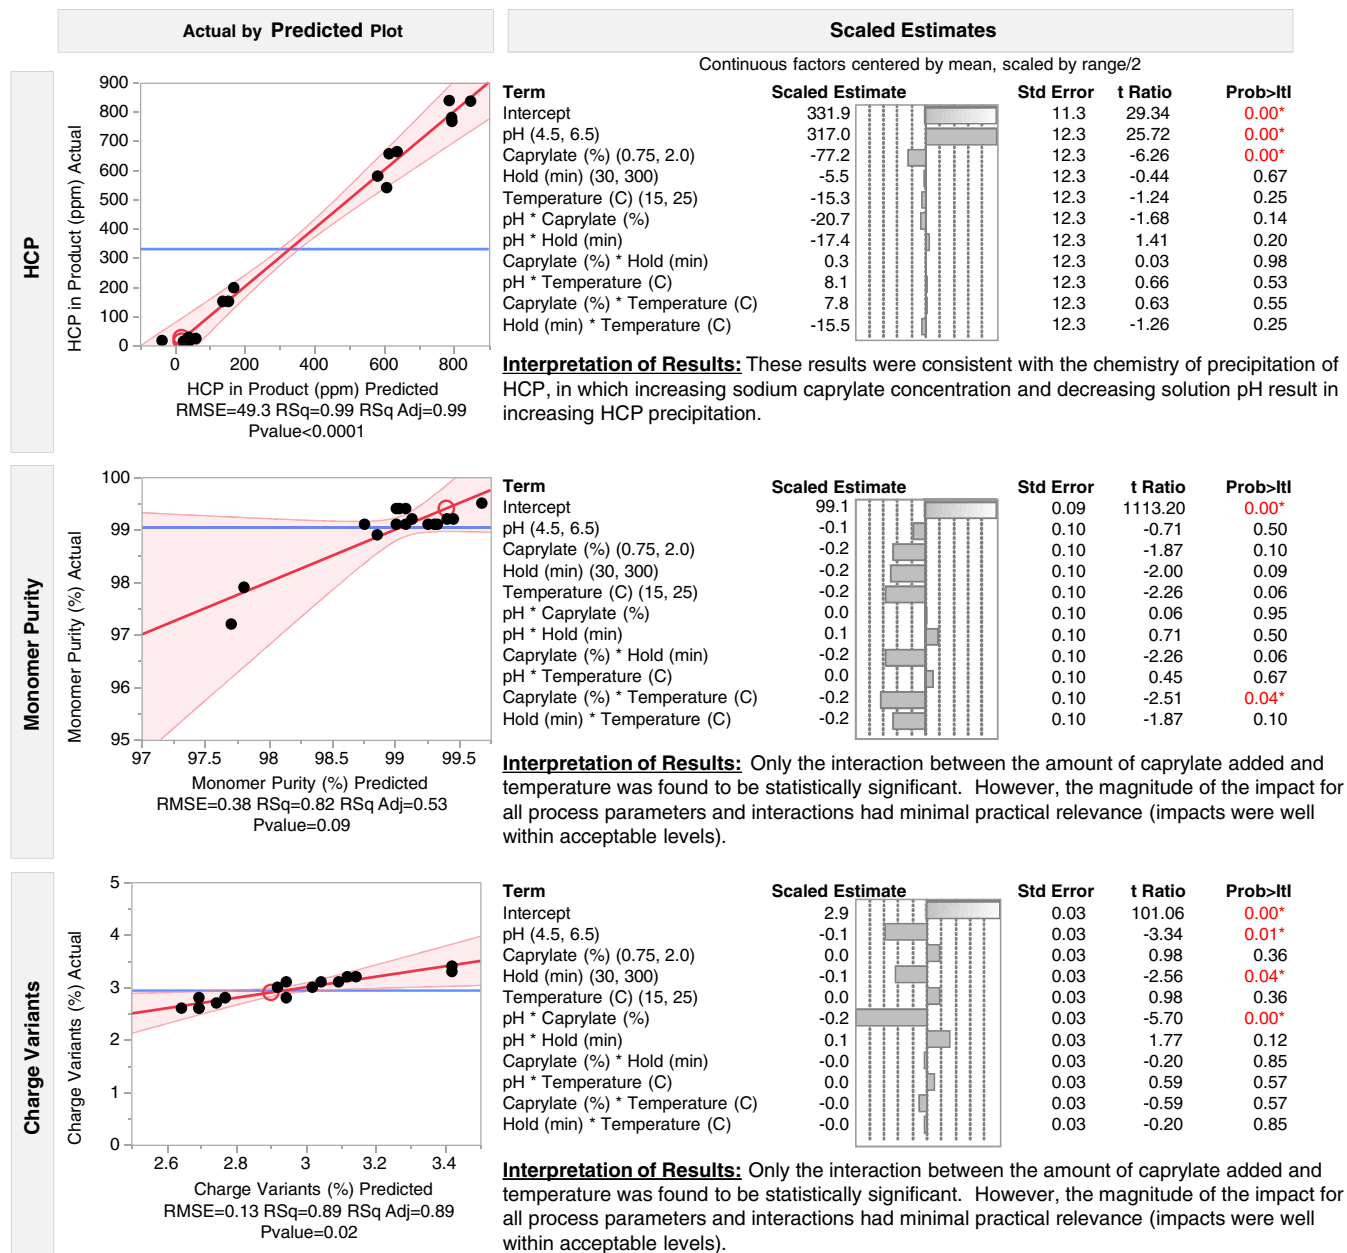 Actual by Predicted Plot
Scaled Estimates
HCP
900
800
700
600
500
400
300
200
100
0
HCP in Product (ppm) Actual
0 200 400 600 800
HCP in Product (ppm) Predicted
RMSE=49.3 RSq=0.99 RSq Adj=0.99
Pvalue<0.0001
Continuous factors centered by mean, scaled by range/2
Term Scaled Estimate Std Error t Ratio Prob>ItI
Intercept 331.9 11.3 29.34 0.00*
pH (4.5, 6.5) 317.0 12.3 25.72 0.00*
Caprylate (%) (0.75, 2.0) -77.2 12.3 -6.26 0.00*
Hold (min) (30, 300) -5.5 12.3 -0.44 0.67
Temperature (C) (15, 25) -15.3 12.3 -1.24 0.25
pH * Caprylate (%) -20.7 12.3 -1.68 0.14
pH * Hold (min) -17.4 12.3 1.41 0.20
Caprylate (%) * Hold (min) 0.3 12.3 0.03 0.98
pH * Temperature (C) 8.1 12.3 0.66 0.53
Caprylate (%) * Temperature (C) 7.8 12.3 0.63 0.55
Hold (min) * Temperature (C) -15.5 12.3 -1.26 0.25
Interpretation of Results: These results were consistent with the chemistry of precipitation of
HCP, in which increasing sodium caprylate concentration and decreasing solution pH result in
increasing HCP precipitation.
Monomer Purity
100
99
98
97
96
95
Monomer Purity (%) Actual
97 97.5 98 98.5 99 99.5
Monomer Purity (%) Predicted
RMSE=0.38 RSq=0.82 RSq Adj=0.53
Pvalue=0.09
Term Scaled Estimate Std Error t Ratio Prob>ItI
Intercept 99.1 0.09 1113.20 0.00*
pH (4.5, 6.5) -0.1 0.10 -0.71 0.50
Caprylate (%) (0.75, 2.0) -0.2 0.10 -1.87 0.10
Hold (min) (30, 300) -0.2 0.10 -2.00 0.09
Temperature (C) (15, 25) -0.2 0.10 -2.26 0.06
pH * Caprylate (%) 0.0 0.10 0.06 0.95
pH * Hold (min) 0.1 0.10 0.71 0.50
Caprylate (%) * Hold (min) -0.2 0.10 -2.26 0.06
pH * Temperature (C) 0.0 0.10 0.45 0.67
Caprylate (%) * Temperature (C) -0.2 0.10 -2.51 0.04*
Hold (min) * Temperature (C) -0.2 0.10 -1.87 0.10
Interpretation of Results: Only the interaction between the amount of caprylate added and
temperature was found to be statistically significant. However, the magnitude of the impact for
all process parameters and interactions had minimal practical relevance (impacts were well
within acceptable levels).
Charge Variants
5
4
3
2
1
0
Charge Variants (%) Actual
2.6 2.8 3 3.2 3.4
Charge Variants (%) Predicted
RMSE=0.13 RSq=0.89 RSq Adj=0.89
Pvalue=0.02
Term Scaled Estimate Std Error t Ratio Prob>ItI
Intercept 2.9 0.03 101.06 0.00*
pH (4.5, 6.5) -0.1 0.03 -3.34 0.01*
Caprylate (%) (0.75, 2.0) 0.0 0.03 0.98 0.36
Hold (min) (30, 300) -0.1 0.03 -2.56 0.04*
Temperature (C) (15, 25) 0.0 0.03 0.98 0.36
pH * Caprylate (%) -0.2 0.03 -5.70 0.00*
pH * Hold (min) 0.1 0.03 1.77 0.12
Caprylate (%) * Hold (min) -0.0 0.03 -0.20 0.85
pH * Temperature (C) 0.0 0.03 0.59 0.57
Caprylate (%) * Temperature (C) -0.0 0.03 -0.59 0.57
Hold (min) * Temperature (C) -0.0 0.03 -0.20 0.85
Interpretation of Results: Only the interaction between the amount of caprylate added and
temperature was found to be statistically significant. However, the magnitude of the impact for
all process parameters and interactions had minimal practical relevance (impacts were well
within acceptable levels).